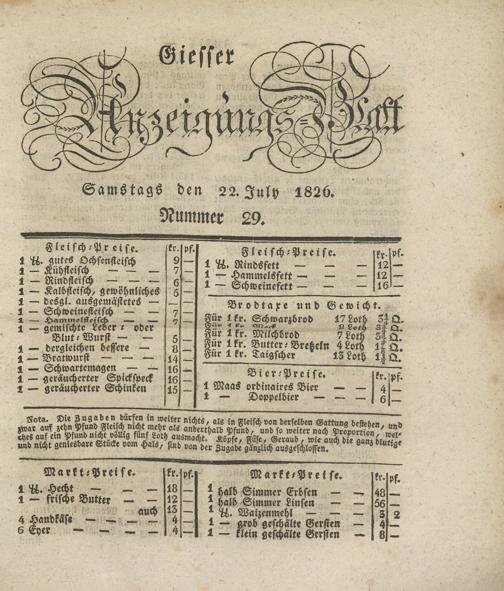 Giesser
Anzeigungs-Blatt
Samstags den 22. July 1826.
Nummer 29.
Fleisch-Preise. kr. pf.
1 ℔. gutes Ochsenfleisch 9 —
1 — Kühfleisch — — 7 —
1 — Rindfleisch — — 6
1 — Kalbfleisch, gewöhnliches 5
1 — desgl. ausgemästetes
1 — Schweinefleisch — — 7
1 — Hammelfleisch — — 7
1 — gemischte Leber- oder
Blut-Wurst — — 5 —
1 — dergleichen bessere — 8 —
1 — Bratwurst — — 14 —
1 — Schwartemagen — — 16 —
1 — geräucherter Spickspeck 16 —
1 — geräucherter Schinken 15 —
Fleisch-Preise. kr. pf.
1 ℔. Rindsfett — — 12 —
1 — Hammelsfett — — 12 —
1 — Schweinefett — — 16
Brodtaxe und Gewicht.
Für 1 kr. Schwarzbrod 17 Loth
Für 1 kr.
Für 1 kr. Milchbrod 7 Loth
Für 1 kr. Butter-Bretzeln 4 Loth
Für 1 kr. Taigscher 13 Loth
Bier-Preise. kr. pf.
1 Maas ordinaires Bier — — 4 —
1 — Doppelbier — — — 6 —
Nota. Die Zugaben dürfen in weiter nichts, als in Fleisch von derselben Gattung bestehen, und
zwar auf zehn Pfund Fleisch nicht mehr als anderthalb Pfund, und so weiter nach Proportion, wel-
ches auf ein Pfund nicht völlig fünf Loth ausmacht. Köpfe, Füse, Geraub, wie auch die ganz blutige
und nicht geniesbare Stücke vom Hals, sind von der Zugabe gänzlich ausgeschlossen.
Markt-Preise. kr. pf.
1 ℔. Hecht — — — 18 —
1 — frische Butter — — 12 —
auch 13 —
4 Handkäse — — — — 4 —
6 Eyer — — — — 4 —
Markt-Preise. kr. pf.
1 halb Simmer Erbsen — — 48 —
1 halb Simmer Linsen — — 56 —
1 ℔. Waizenmehl — — — 3 2
1 — grob geschälte Gersten — 4 —
1 — klein geschälte Gersten — 8 —